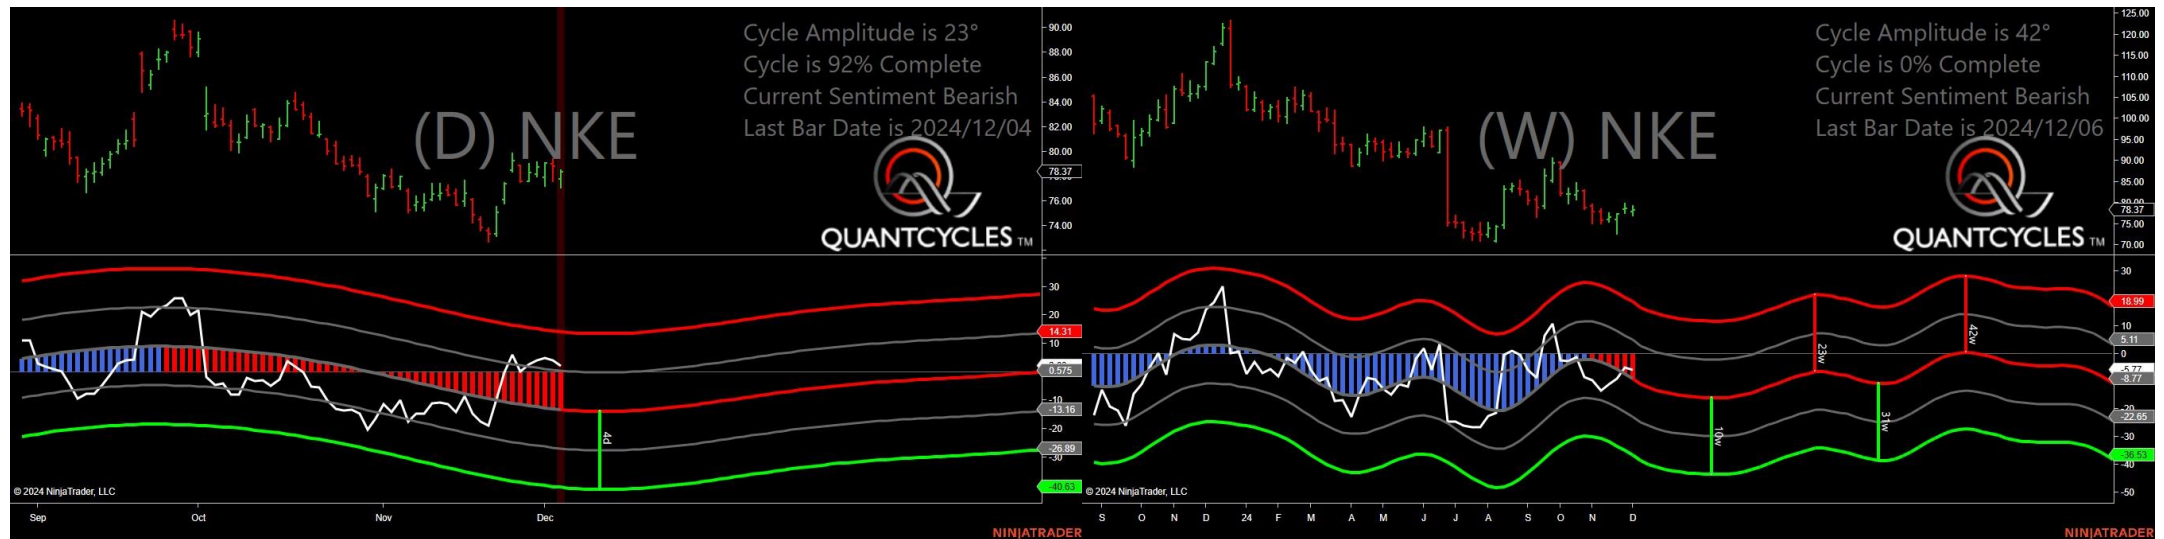 Cycle Amplitude is 23°
Cycle is 92% Complete
Current Sentiment Bearish
Last Bar Date is 2024/12/04
(D) NKE
QUANTCYCLES TM
90.00
88.00
86.00
84.00
82.00
80.00
78.37
76.00
74.00
30
20
14.31
10
0.575
-10
-13.16
-20
-26.89
-30
-40.63
4d
© 2024 NinjaTrader, LLC
Sep Oct Nov Dec
NINJATRADER
Cycle Amplitude is 42°
Cycle is 0% Complete
Current Sentiment Bearish
Last Bar Date is 2024/12/06
(W) NKE
QUANTCYCLES TM
125.00
120.00
115.00
110.00
105.00
100.00
95.00
90.00
85.00
80.00
78.37
75.00
70.00
30
18.99
10
5.11
0
-5.77
-8.77
-20
-22.65
-30
-36.53
-40
-50
10w
23w
31w
42w
© 2024 NinjaTrader, LLC
S O N D 24 F M A M J J A S O N D
NINJATRADER